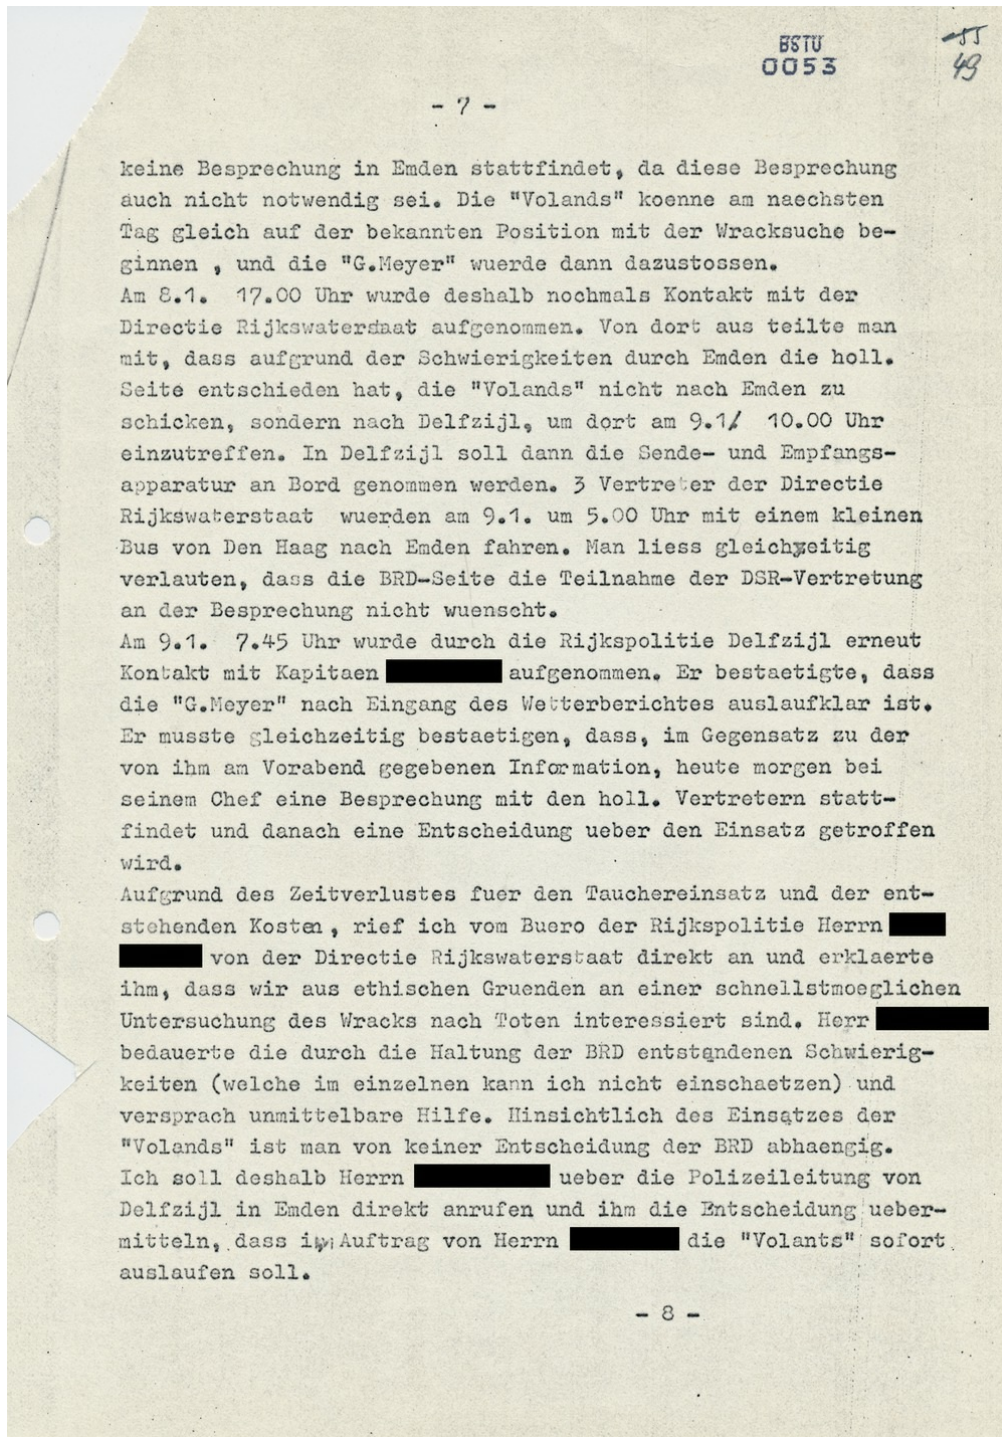 BSTU
0053
55
49
- 7 -
keine Besprechung in Emden stattfindet, da diese Besprechung
auch nicht notwendig sei. Die "Volands" koenne am naechsten
Tag gleich auf der bekannten Position mit der Wracksuche be-
ginnen , und die "G.Meyer" wuerde dann dazustossen.
Am 8.1. 17.00 Uhr wurde deshalb nochmals Kontakt mit der
Directie Rijkswaterstaat aufgenommen. Von dort aus teilte man
mit, dass aufgrund der Schwierigkeiten durch Emden die holl.
Seite entschieden hat, die "Volands" nicht nach Emden zu
schicken, sondern nach Delfzijl, um dort am 9.1/ 10.00 Uhr
einzutreffen. In Delfzijl soll dann die Sende- und Empfangs-
apparatur an Bord genommen werden. 3 Vertreter der Directie
Rijkswaterstaat wuerden am 9.1. um 5.00 Uhr mit einem kleinen
Bus von Den Haag nach Emden fahren. Man liess gleichzeitig
verlauten, dass die BRD-Seite die Teilnahme der DSR-Vertretung
an der Besprechung nicht wuenscht.
Am 9.1. 7.45 Uhr wurde durch die Rijkspolitie Delfzijl erneut
Kontakt mit Kapitaen aufgenommen. Er bestaetigte, dass
die "G.Meyer" nach Eingang des Wetterberichtes auslaufklar ist.
Er musste gleichzeitig bestaetigen, dass, im Gegensatz zu der
von ihm am Vorabend gegebenen Information, heute morgen bei
seinem Chef eine Besprechung mit den holl. Vertretern statt-
findet und danach eine Entscheidung ueber den Einsatz getroffen
wird.
Aufgrund des Zeitverlustes fuer den Tauchereinsatz und der ent-
stehenden Kosten, rief ich vom Buero der Rijkspolitie Herrn
von der Directie Rijkswaterstaat direkt an und erklaerte
ihm, dass wir aus ethischen Gruenden an einer schnellstmoeglichen
Untersuchung des Wracks nach Toten interessiert sind. Herr
bedauerte die durch die Haltung der BRD entstandenen Schwierig-
keiten (welche im einzelnen kann ich nicht einschaetzen) und
versprach unmittelbare Hilfe. Hinsichtlich des Einsatzes der
"Volands" ist man von keiner Entscheidung der BRD abhaengig.
Ich soll deshalb Herrn ueber die Polizeileitung von
Delfzijl in Emden direkt anrufen und ihm die Entscheidung ueber-
mitteln, dass im Auftrag von Herrn die "Volants" sofort
auslaufen soll.
- 8 -